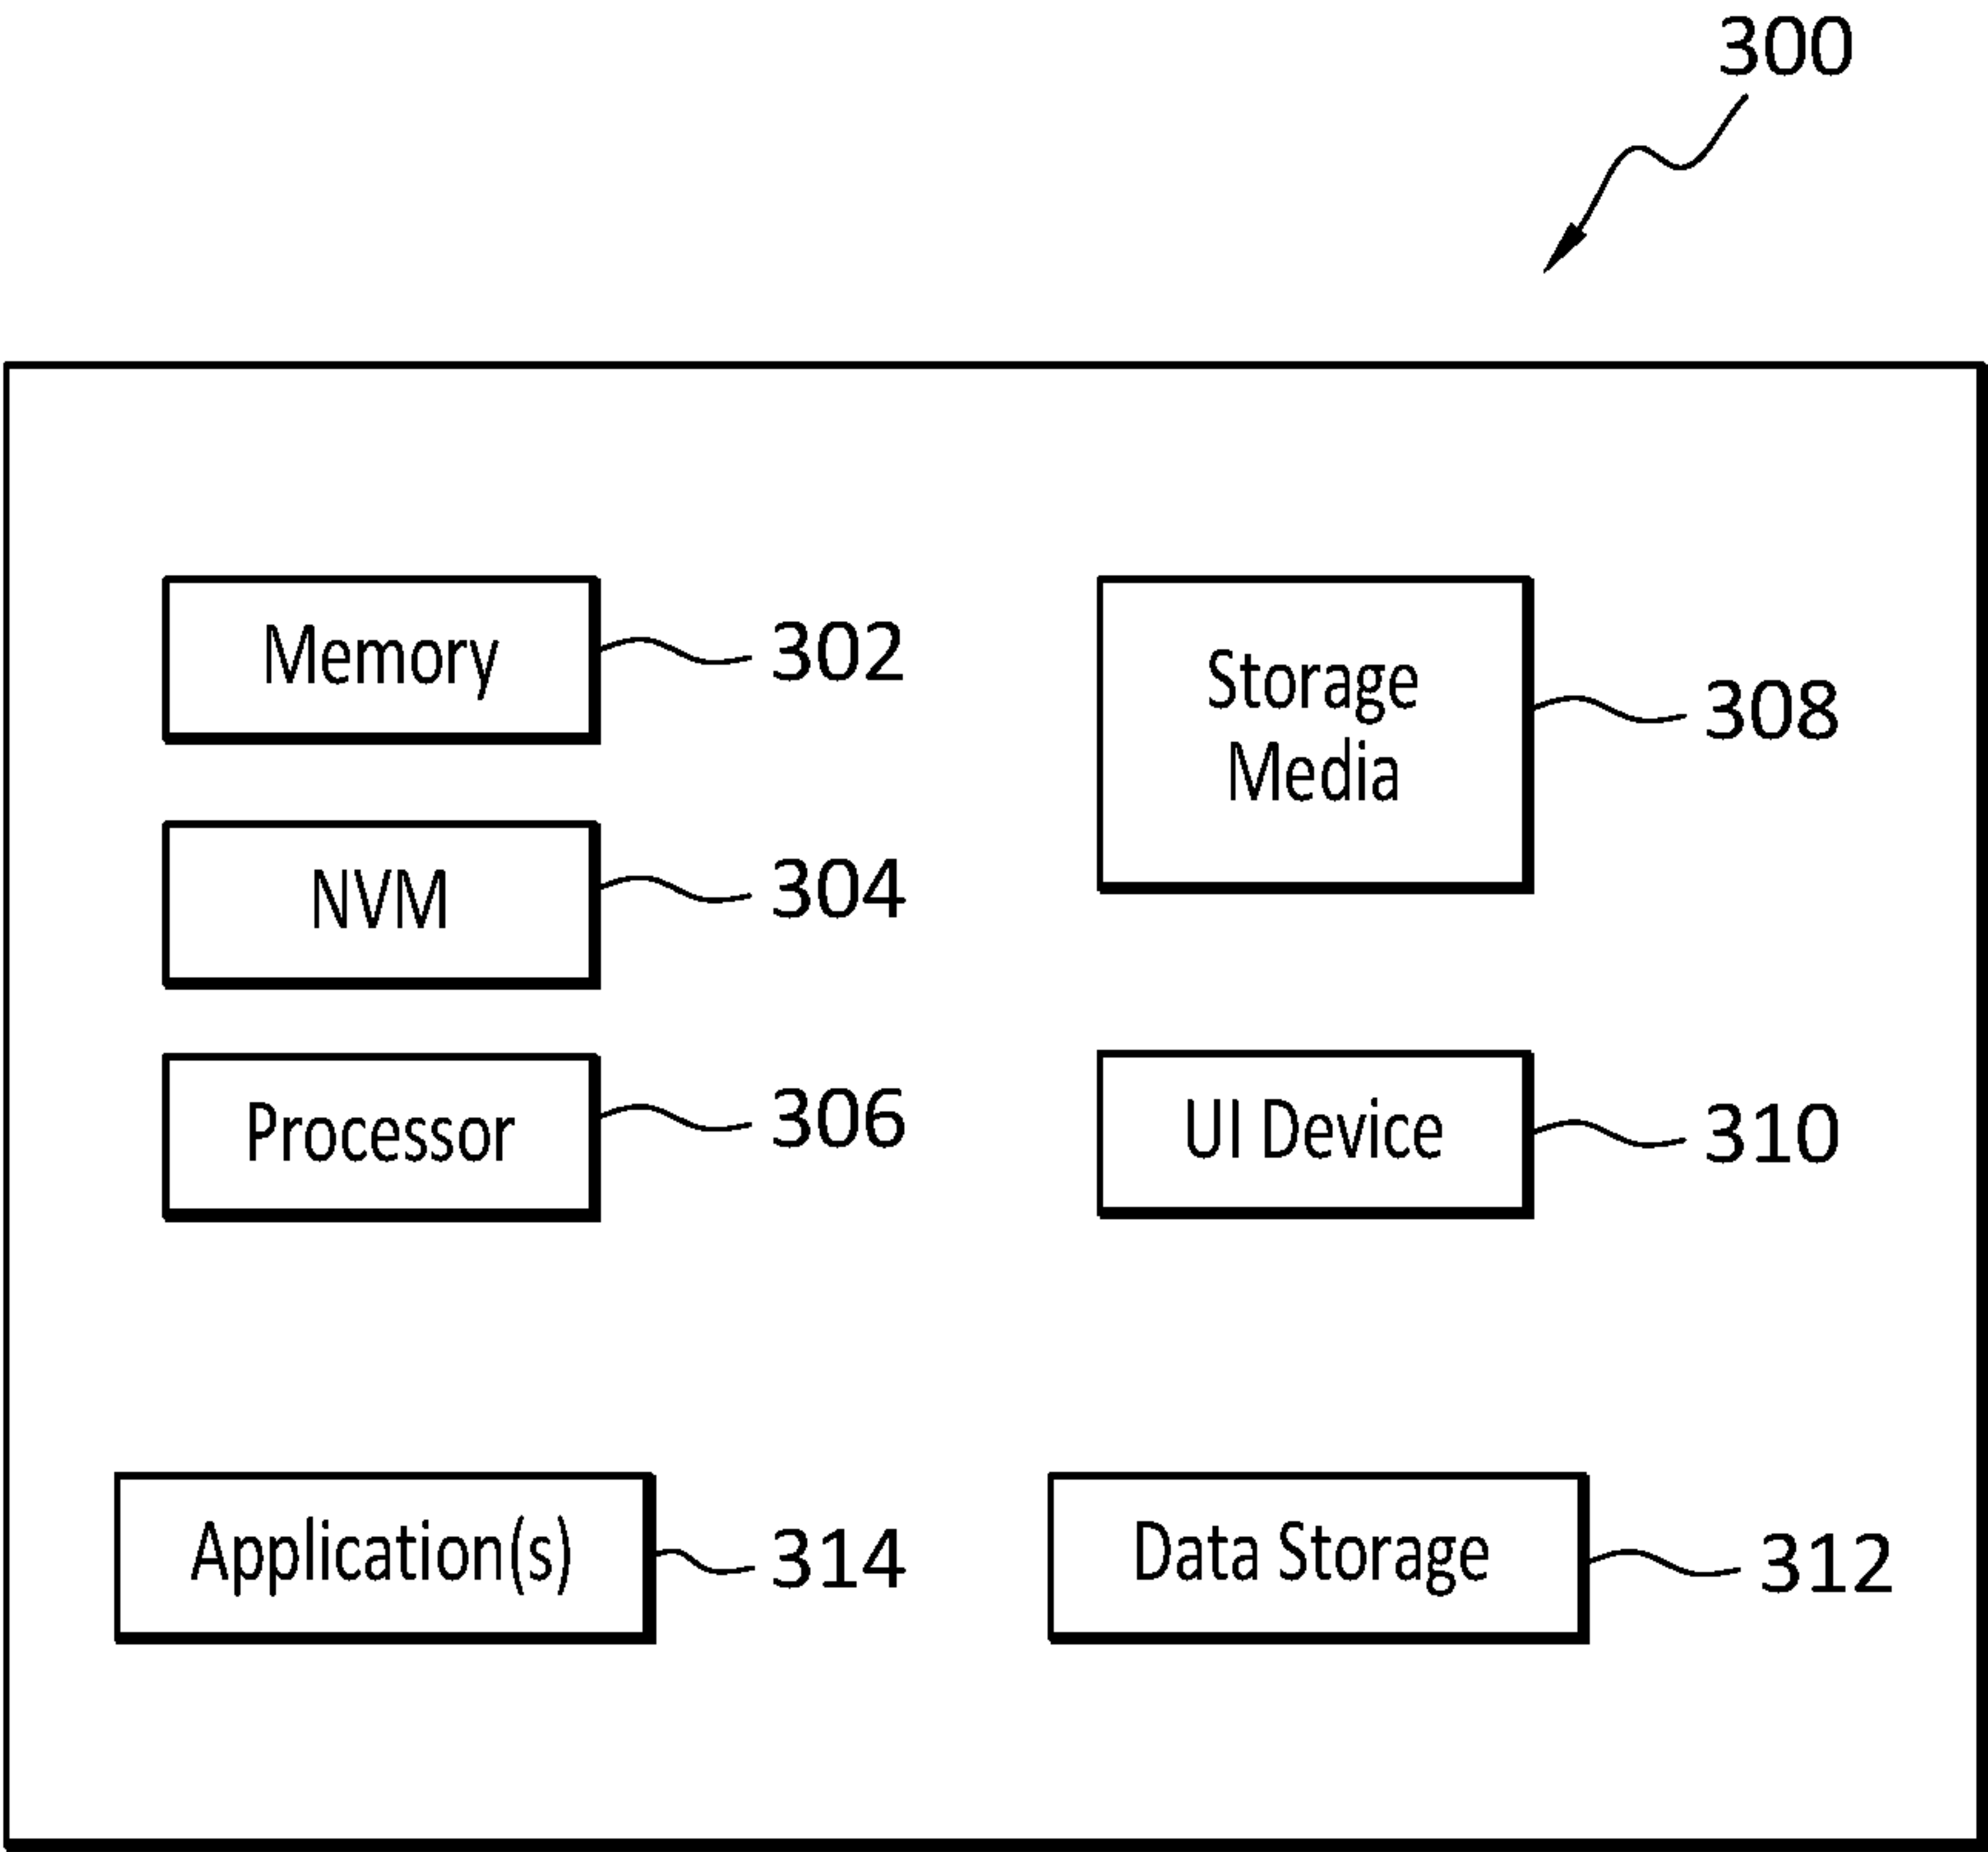 300
Memory
302
Storage
Media
308
NVM
304
Processor
306
UI Device
310
Application(s)
314
Data Storage
312